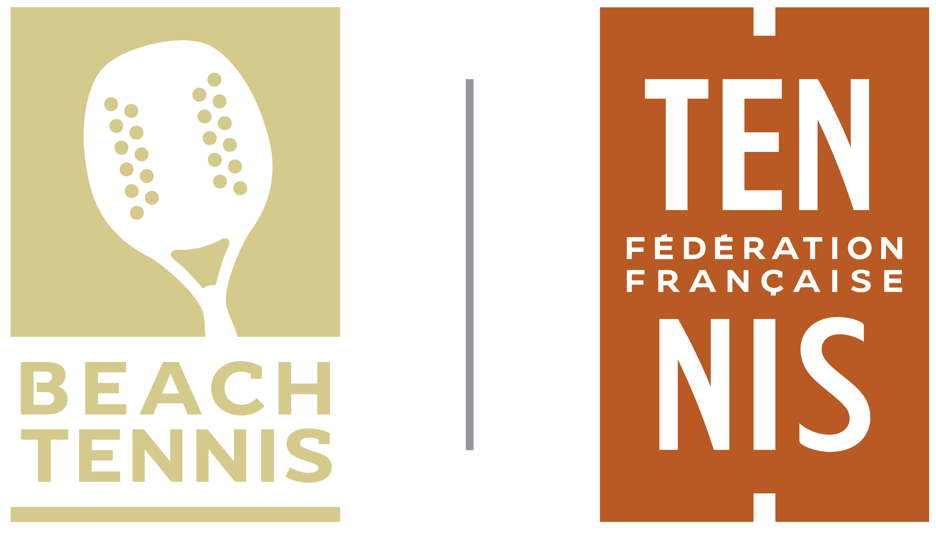 BEACH
TENNIS
TEN
FÉDÉRATION
FRANÇAISE
NIS